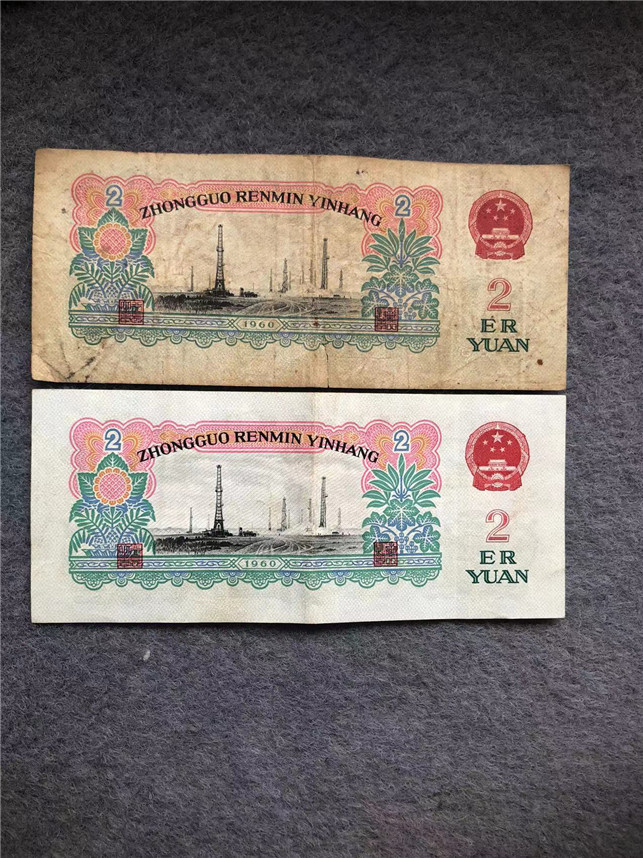 2 ZHONGGUO RENMIN YINHANG 2
1960
2
ER
YUAN
2 ZHONGGUO RENMIN YINHANG 2
1960
2
ER
YUAN